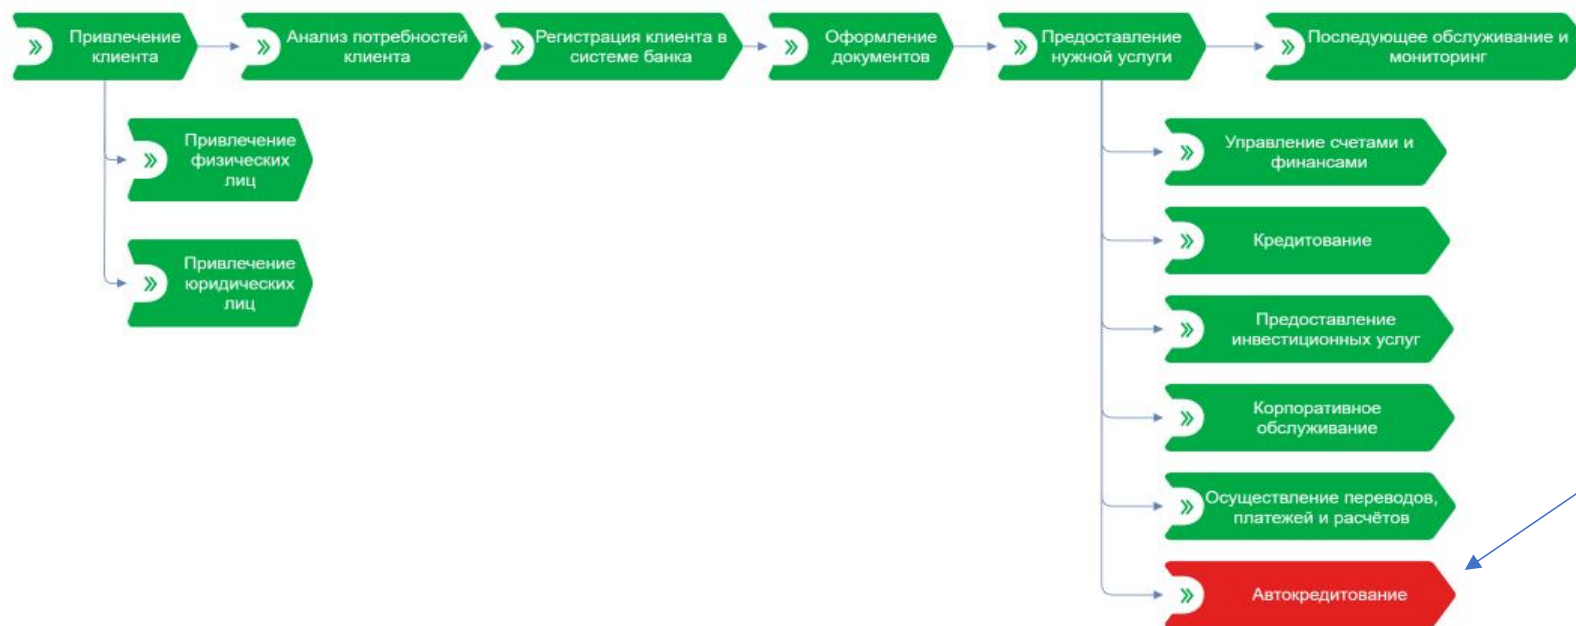 Привлечение
клиента
Анализ потребностей
клиента
Регистрация клиента в
системе банка
Оформление
документов
Предоставление
нужной услуги
Последующее обслуживание и
мониторинг
Привлечение
физических
лиц
Привлечение
юридических
лиц
Управление счетами и
финансами
Кредитование
Предоставление
инвестиционных услуг
Корпоративное
обслуживание
Осуществление переводов,
платежей и расчётов
Автокредитование